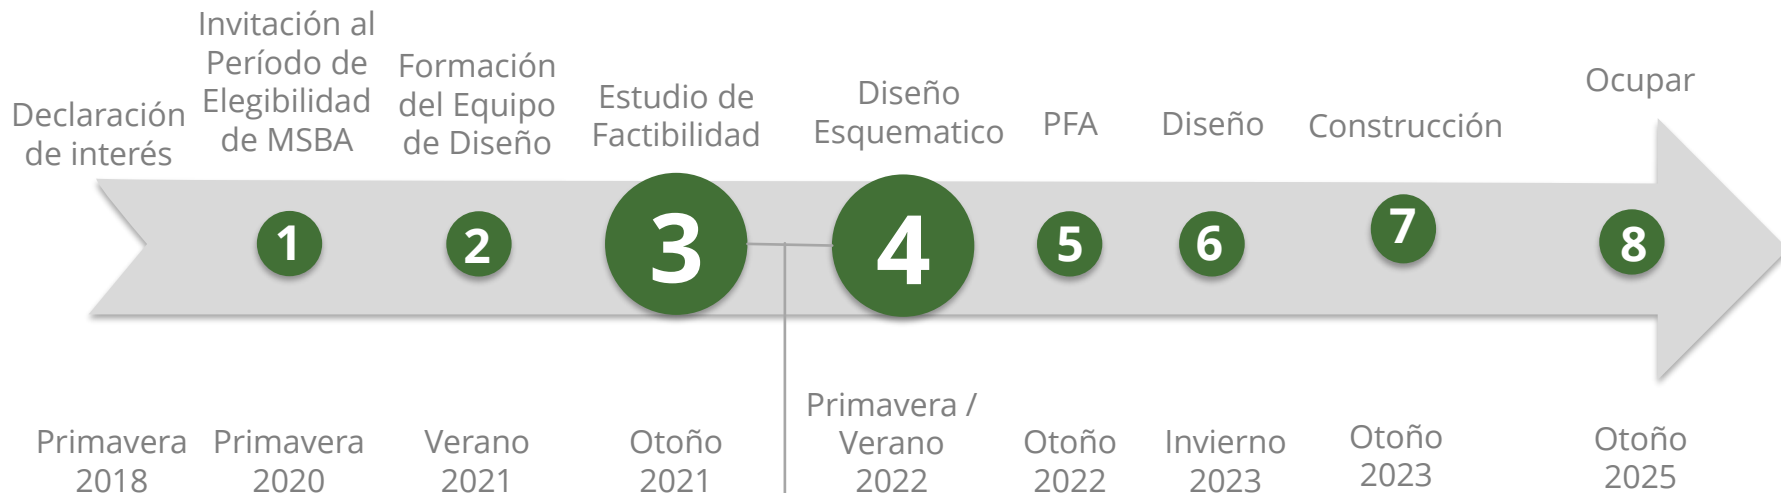 Declaración
de interés
Invitación al
Período de
Elegibilidad
de MSBA
Formación
del Equipo
de Diseño
Estudio de
Factibilidad
Diseño
Esquematico
PFA
Diseño
Construcción
Ocupar
1
2
3
4
5
6
7
8
Primavera
2018
Primavera
2020
Verano
2021
Otoño
2021
Primavera /
Verano
2022
Otoño
2022
Invierno
2023
Otoño
2023
Otoño
2025